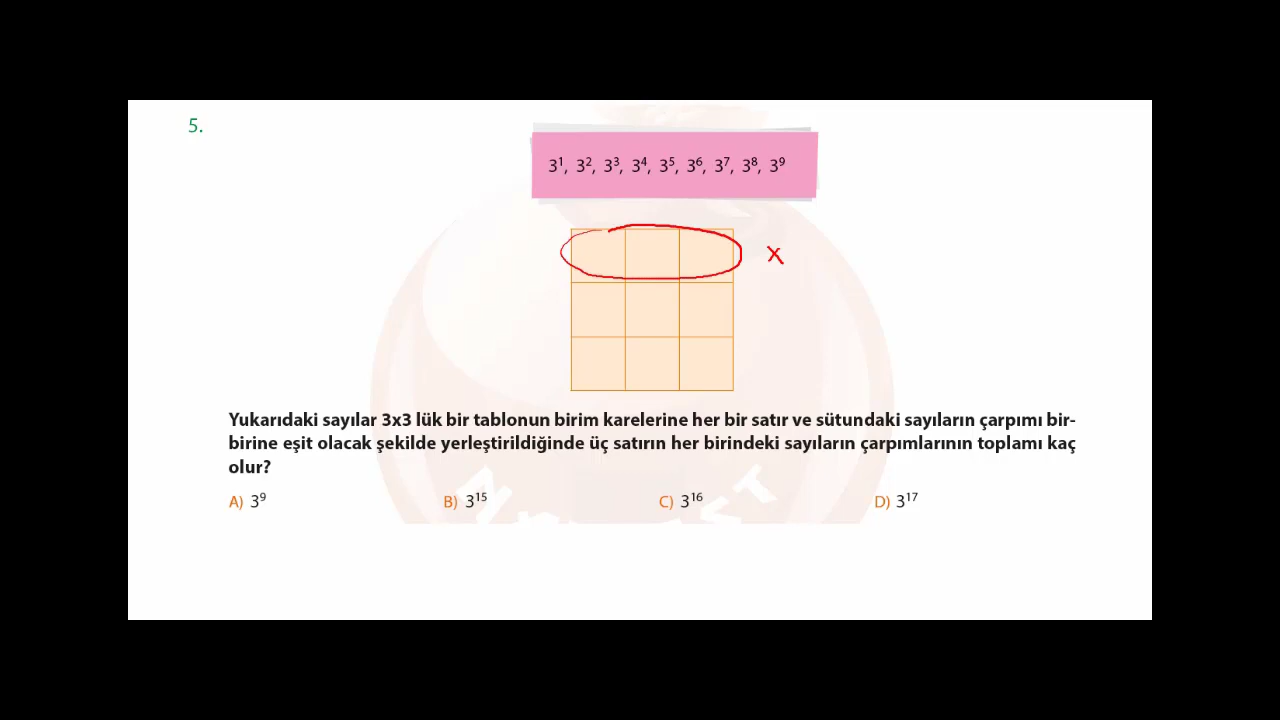 5.
3¹, 3², 3³, 3⁴, 3⁵, 3⁶, 3⁷, 3⁸, 3⁹
x
Yukarıdaki sayılar 3x3 lük bir tablonun birim karelerine her bir satır ve sütundaki sayıların çarpımı bir-
birine eşit olacak şekilde yerleştirildiğinde üç satırın her birindeki sayıların çarpımlarının toplamı kaç
olur?
A) 3⁹ B) 3¹⁵ C) 3¹⁶ D) 3¹⁷